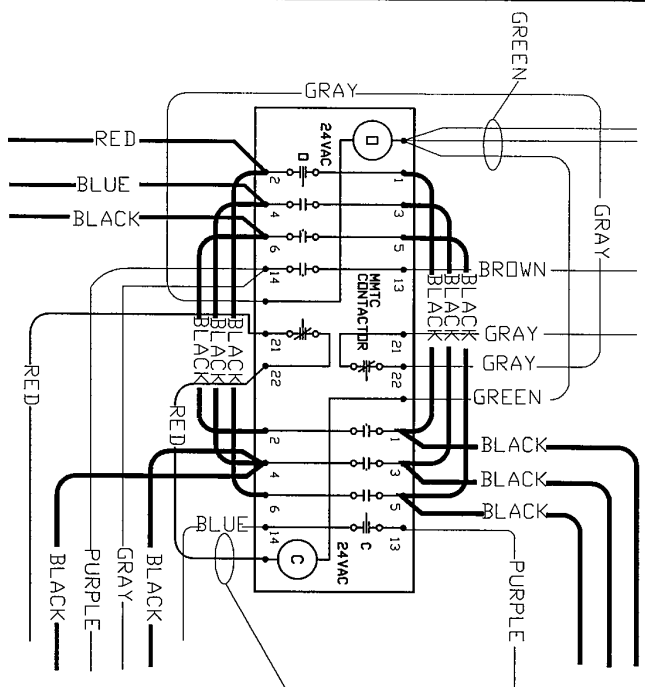 GREEN
GRAY
RED
24VAC
O
O
2
1
BLUE
4
3
BLACK
6
5
GRAY
14
13
BROWN
MMTC
CONTACTOR
BLACK
BLACK
BLACK
BLACK
BLACK
BLACK
21
21
GRAY
22
22
GRAY
RED
RED
GREEN
2
1
BLACK
4
3
BLACK
6
5
BLACK
BLUE
14
C
13
C
24VAC
BLACK
PURPLE
GRAY
BLACK
PURPLE